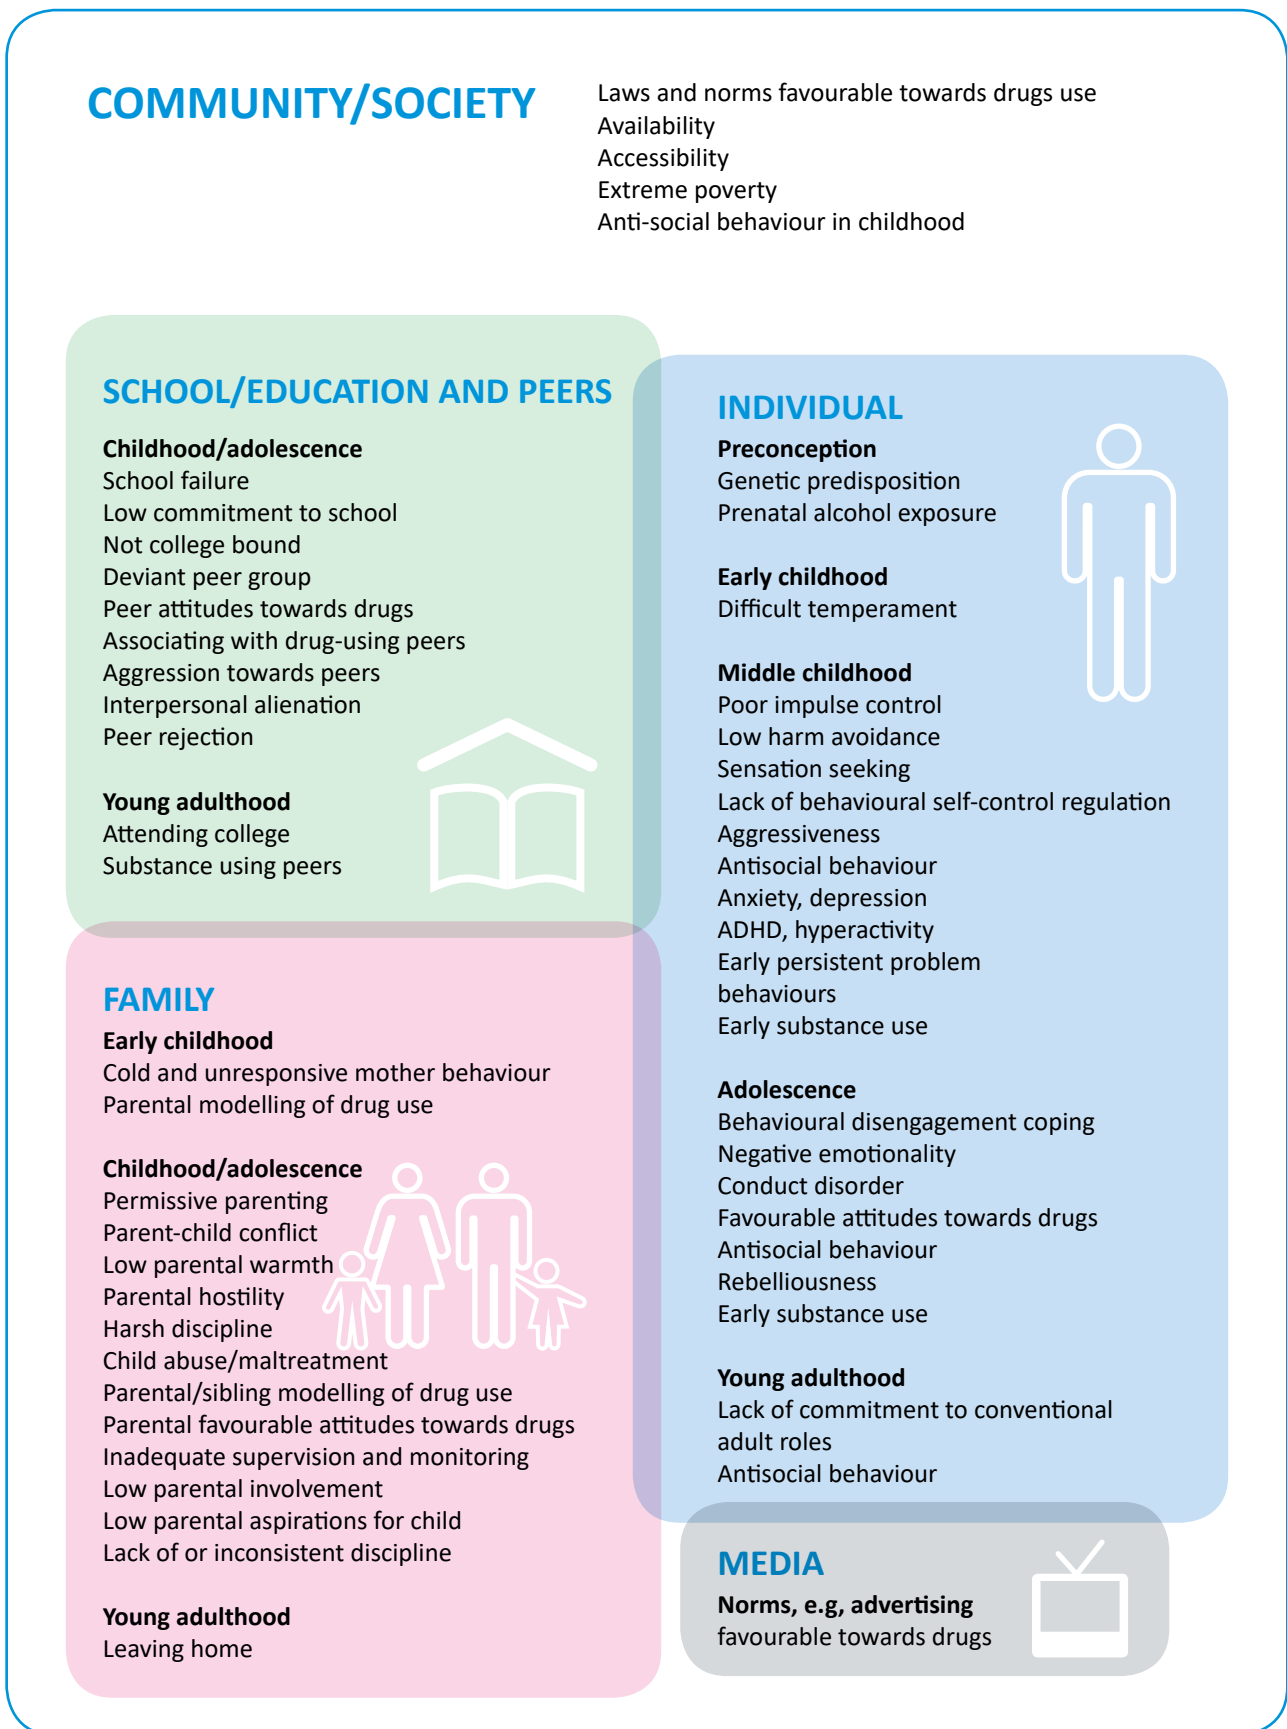 COMMUNITY/SOCIETY
Laws and norms favourable towards drugs use
Availability
Accessibility
Extreme poverty
Anti-social behaviour in childhood
SCHOOL/EDUCATION AND PEERS
Childhood/adolescence
School failure
Low commitment to school
Not college bound
Deviant peer group
Peer attitudes towards drugs
Associating with drug-using peers
Aggression towards peers
Interpersonal alienation
Peer rejection
Young adulthood
Attending college
Substance using peers
FAMILY
Early childhood
Cold and unresponsive mother behaviour
Parental modelling of drug use
Childhood/adolescence
Permissive parenting
Parent-child conflict
Low parental warmth
Parental hostility
Harsh discipline
Child abuse/maltreatment
Parental/sibling modelling of drug use
Parental favourable attitudes towards drugs
Inadequate supervision and monitoring
Low parental involvement
Low parental aspirations for child
Lack of or inconsistent discipline
Young adulthood
Leaving home
INDIVIDUAL
Preconception
Genetic predisposition
Prenatal alcohol exposure
Early childhood
Difficult temperament
Middle childhood
Poor impulse control
Low harm avoidance
Sensation seeking
Lack of behavioural self-control regulation
Aggressiveness
Antisocial behaviour
Anxiety, depression
ADHD, hyperactivity
Early persistent problem
behaviours
Early substance use
Adolescence
Behavioural disengagement coping
Negative emotionality
Conduct disorder
Favourable attitudes towards drugs
Antisocial behaviour
Rebelliousness
Early substance use
Young adulthood
Lack of commitment to conventional
adult roles
Antisocial behaviour
MEDIA
Norms, e.g, advertising
favourable towards drugs